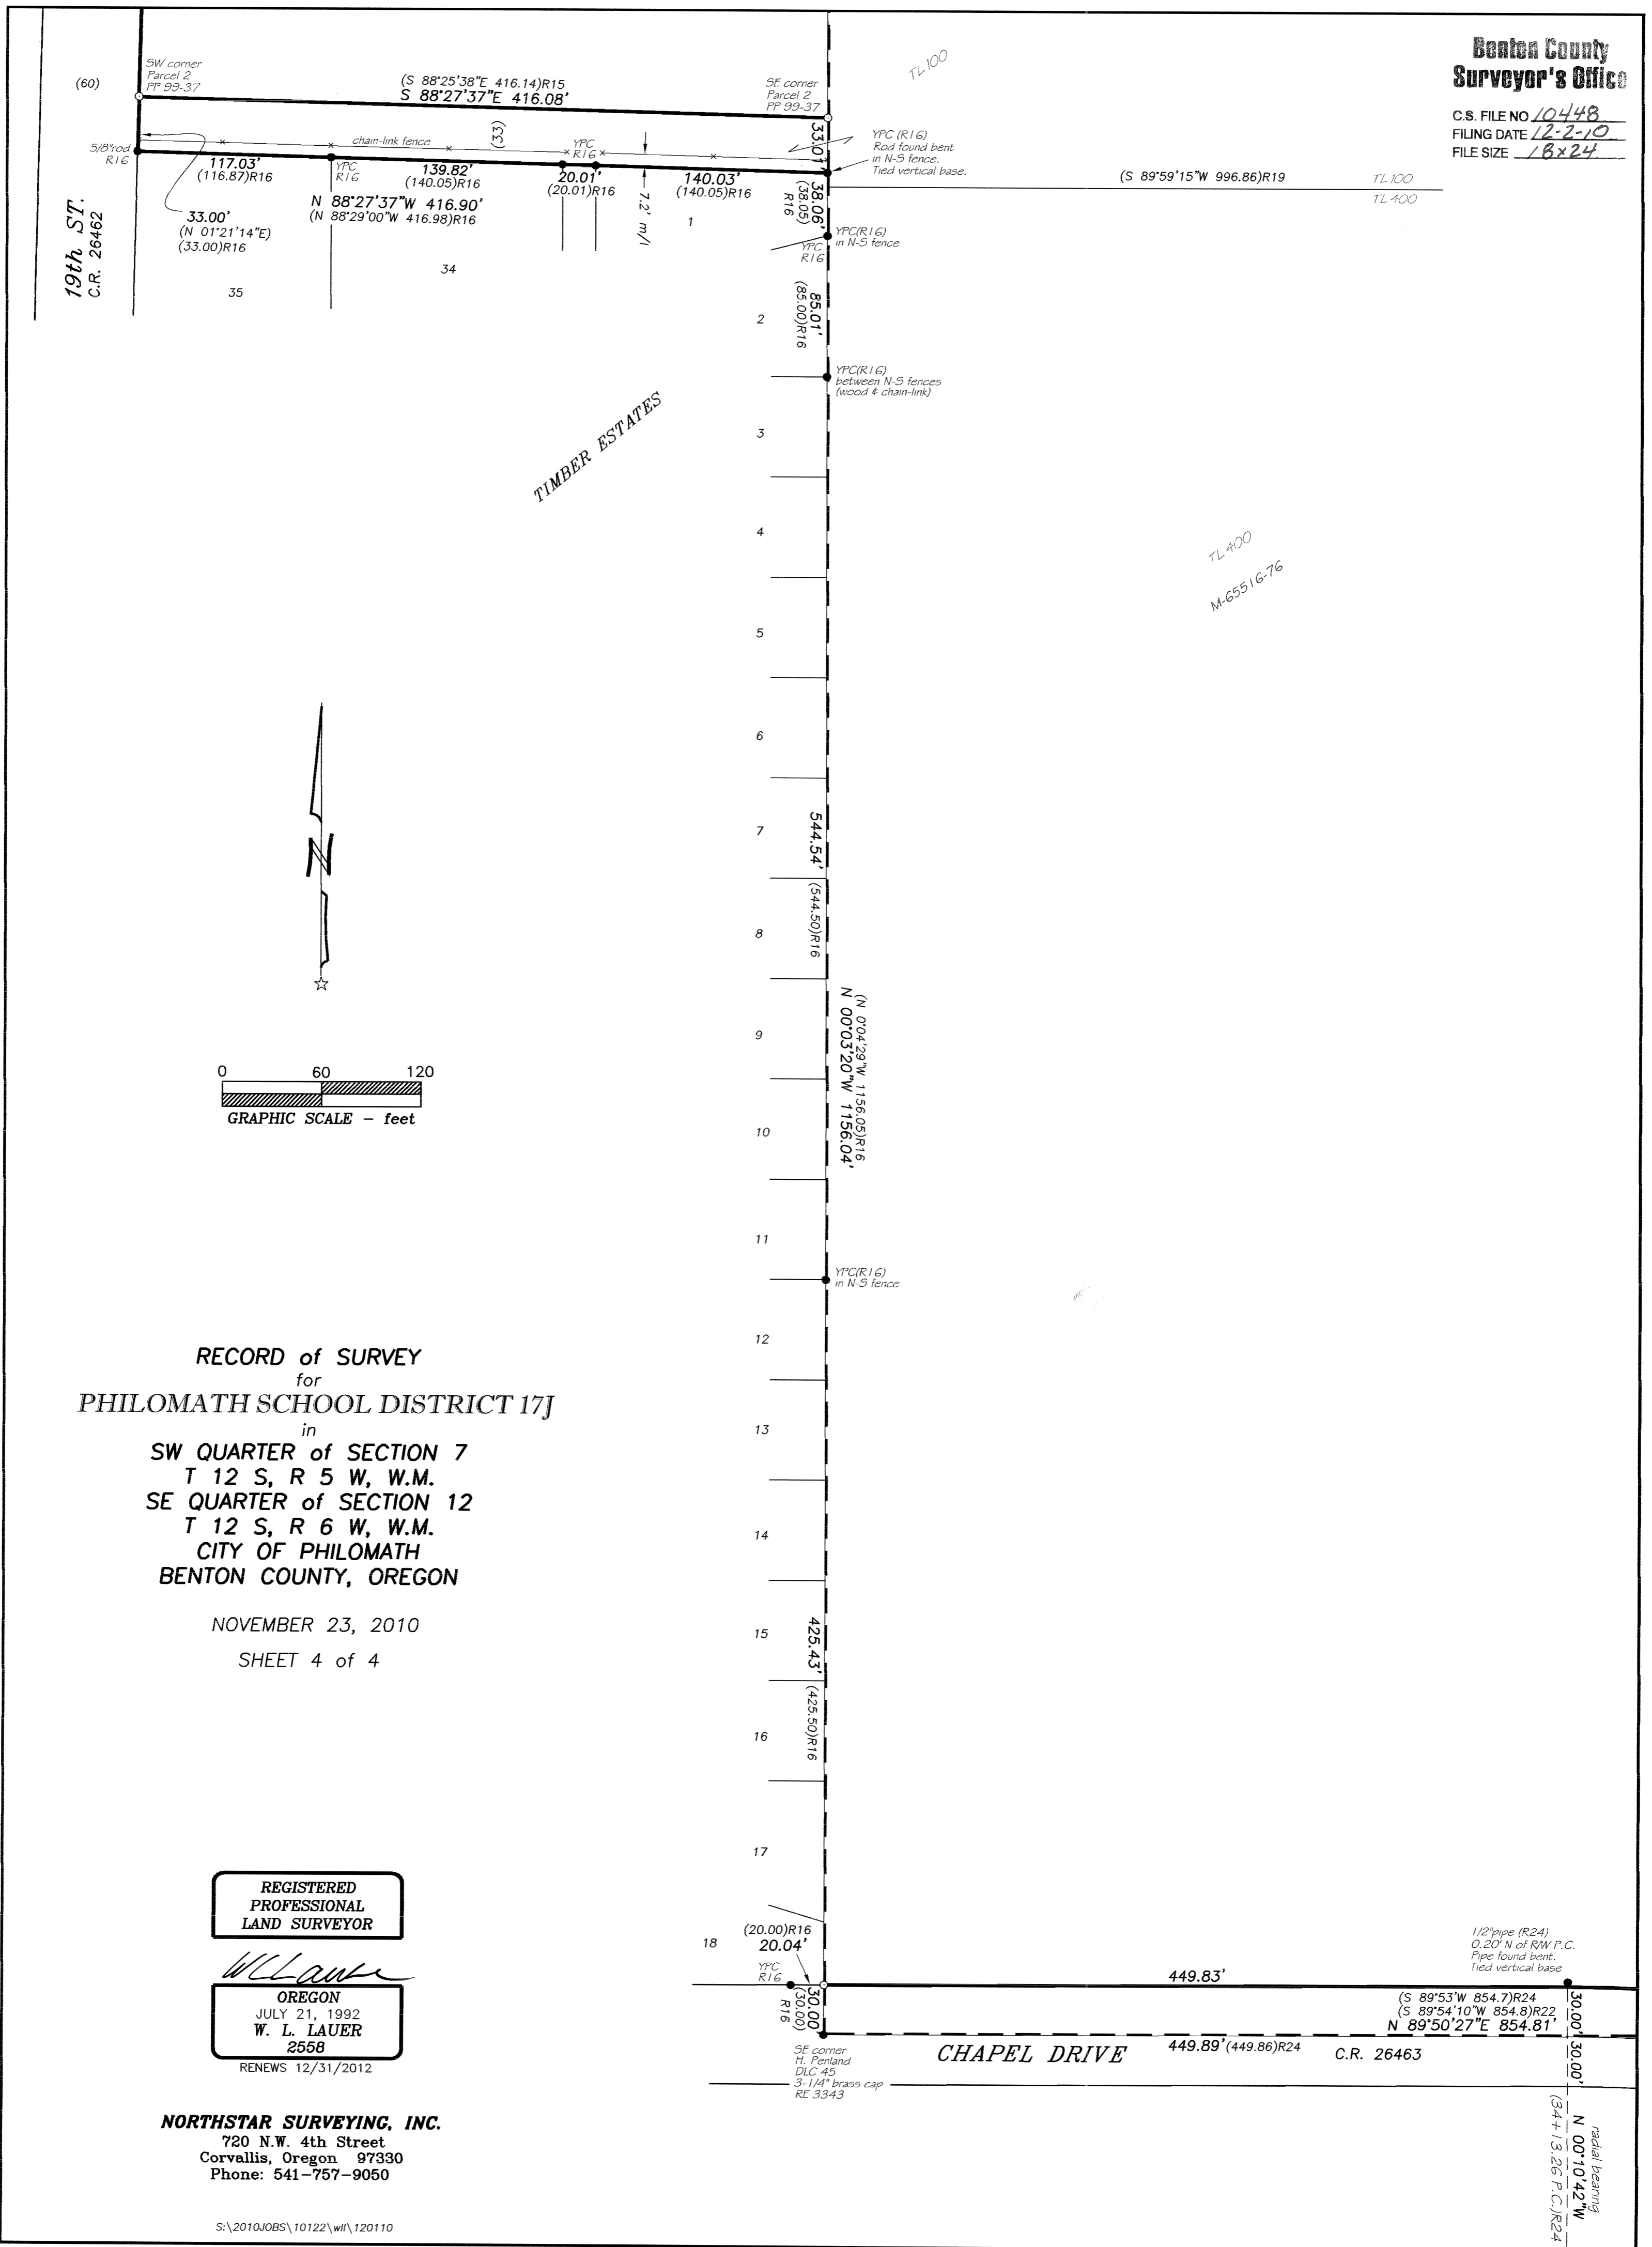 Benton County
Surveyor's Office
C.S. FILE NO 10448
FILING DATE 12-2-10
FILE SIZE 18x24
(60)
SW corner
Parcel 2
PP 99-37
(S 88°25'38"E 416.14)R15
S 88°27'37"E 416.08'
SE corner
Parcel 2
PP 99-37
TL 100
33.01'
YPC (R16)
Rod found bent
in N-S fence.
Tied vertical base.
chain-link fence
(33)
YPC
R16
5/8"rod
R16
117.03'
(116.87)R16
YPC
R16
139.82'
(140.05)R16
20.01'
(20.01)R16
140.03'
(140.05)R16
7.2' m/l
N 88°27'37"W 416.90'
(N 88°29'00"W 416.98)R16
33.00'
(N 01°21'14"E)
(33.00)R16
19th ST.
C.R. 26462
35
34
1
38.06'
(38.05)
R16
YPC
R16
YPC(R16)
in N-S fence
(S 89°59'15"W 996.86)R19
TL 100
TL 400
85.01'
(85.00)R16
2
YPC(R16)
between N-S fences
(wood & chain-link)
TIMBER ESTATES
3
4
TL 400
M-65516-76
5
6
7
544.54'
(544.50)R16
8
N
9
(N 0°04'29"W 1156.05)R16
N 00°03'20"W 1156.04'
0 60 120
GRAPHIC SCALE – feet
10
11
YPC(R16)
in N-S fence
12
13
14
15
425.43'
(425.50)R16
16
17
RECORD of SURVEY
for
PHILOMATH SCHOOL DISTRICT 17J
in
SW QUARTER of SECTION 7
T 12 S, R 5 W, W.M.
SE QUARTER of SECTION 12
T 12 S, R 6 W, W.M.
CITY OF PHILOMATH
BENTON COUNTY, OREGON
NOVEMBER 23, 2010
SHEET 4 of 4
REGISTERED
PROFESSIONAL
LAND SURVEYOR
WL Lauer
OREGON
JULY 21, 1992
W. L. LAUER
2558
RENEWS 12/31/2012
NORTHSTAR SURVEYING, INC.
720 N.W. 4th Street
Corvallis, Oregon 97330
Phone: 541–757–9050
S:\2010JOBS\10122\wll\120110
18
(20.00)R16
20.04'
YPC
R16
30.00'
(30.00)
R16
SE corner
H. Penland
DLC 45
3-1/4" brass cap
RE 3343
449.83'
1/2"pipe (R24)
0.20' N of R/W P.C.
Pipe found bent.
Tied vertical base
(S 89°53'W 854.7)R24
(S 89°54'10"W 854.8)R22
N 89°50'27"E 854.81'
CHAPEL DRIVE
449.89' (449.86)R24
C.R. 26463
30.00'
30.00'
radial bearing
N 00°10'42"W
(34+13.26 P.C.)R24